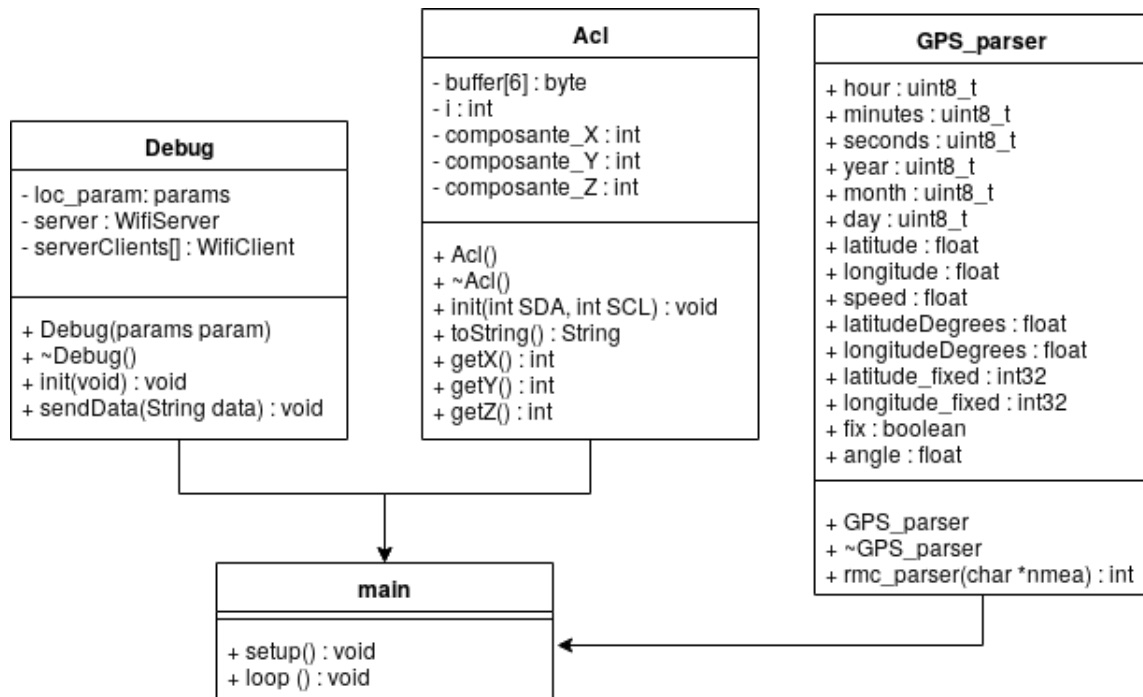 Debug
- loc_param: params
- server : WifiServer
- serverClients[] : WifiClient
+ Debug(params param)
+ ~Debug()
+ init(void) : void
+ sendData(String data) : void
Acl
- buffer[6] : byte
- i : int
- composante_X : int
- composante_Y : int
- composante_Z : int
+ Acl()
+ ~Acl()
+ init(int SDA, int SCL) : void
+ toString() : String
+ getX() : int
+ getY() : int
+ getZ() : int
GPS_parser
+ hour : uint8_t
+ minutes : uint8_t
+ seconds : uint8_t
+ year : uint8_t
+ month : uint8_t
+ day : uint8_t
+ latitude : float
+ longitude : float
+ speed : float
+ latitudeDegrees : float
+ longitudeDegrees : float
+ latitude_fixed : int32
+ longitude_fixed : int32
+ fix : boolean
+ angle : float
+ GPS_parser
+ ~GPS_parser
+ rmc_parser(char *nmea) : int
main
+ setup() : void
+ loop () : void